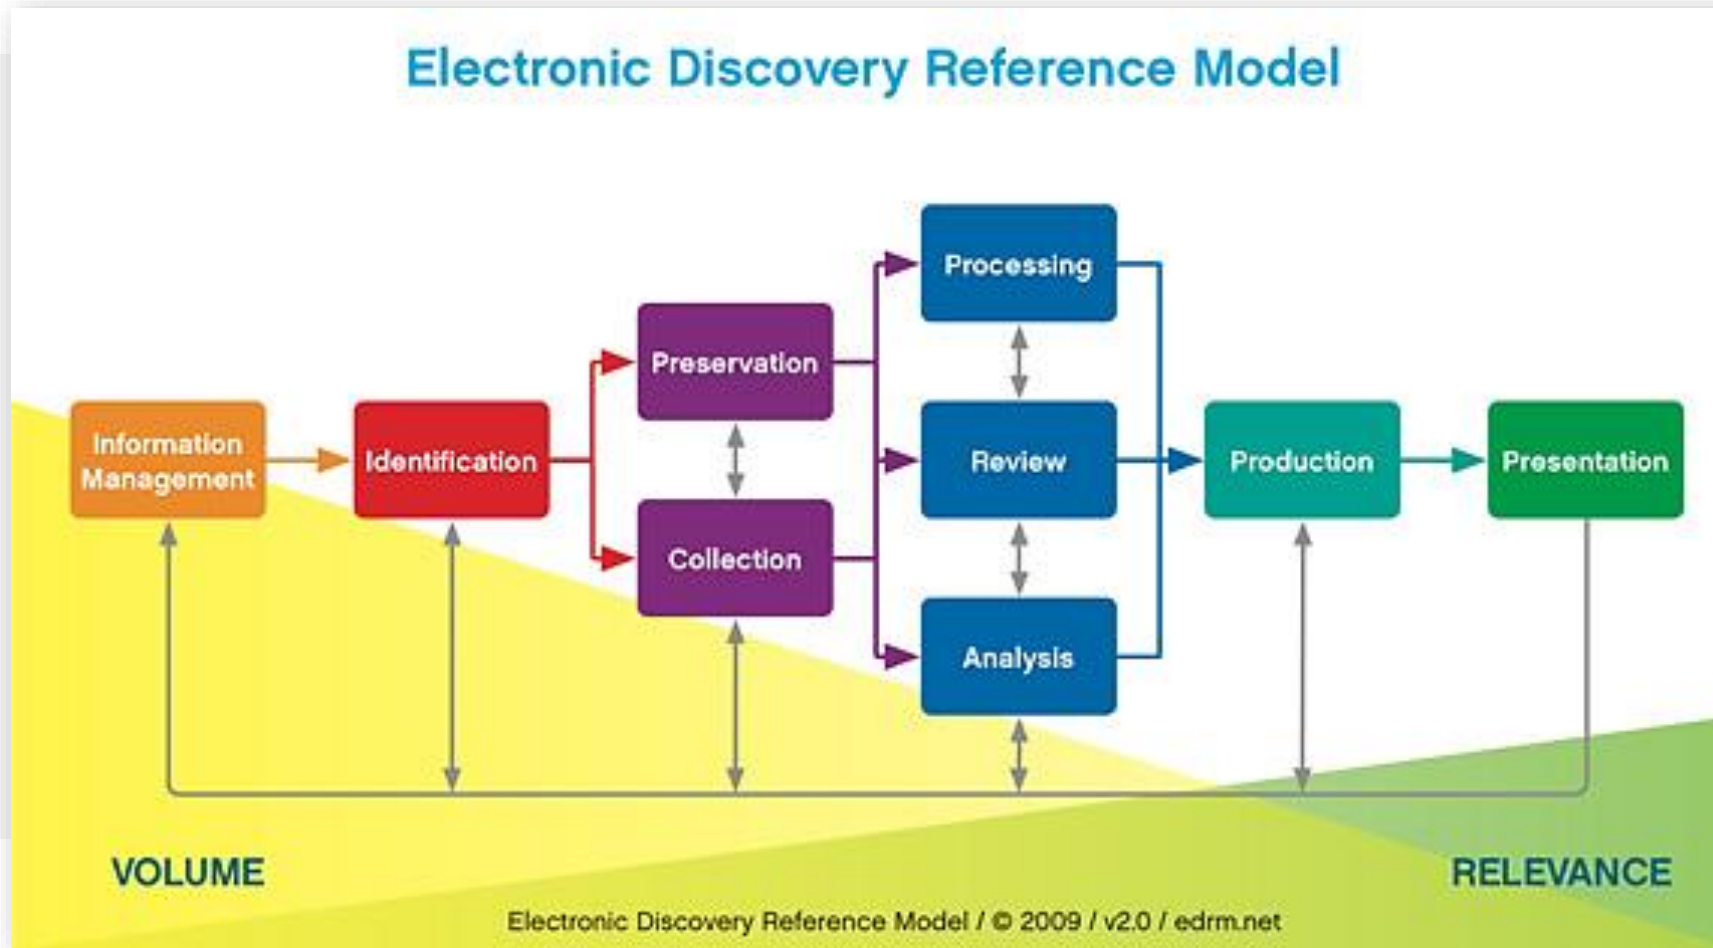 Electronic Discovery Reference Model
Processing
Preservation
Information
Management
Identification
Review
Production
Presentation
Collection
Analysis
VOLUME
RELEVANCE
Electronic Discovery Reference Model / © 2009 / v2.0 / edrm.net